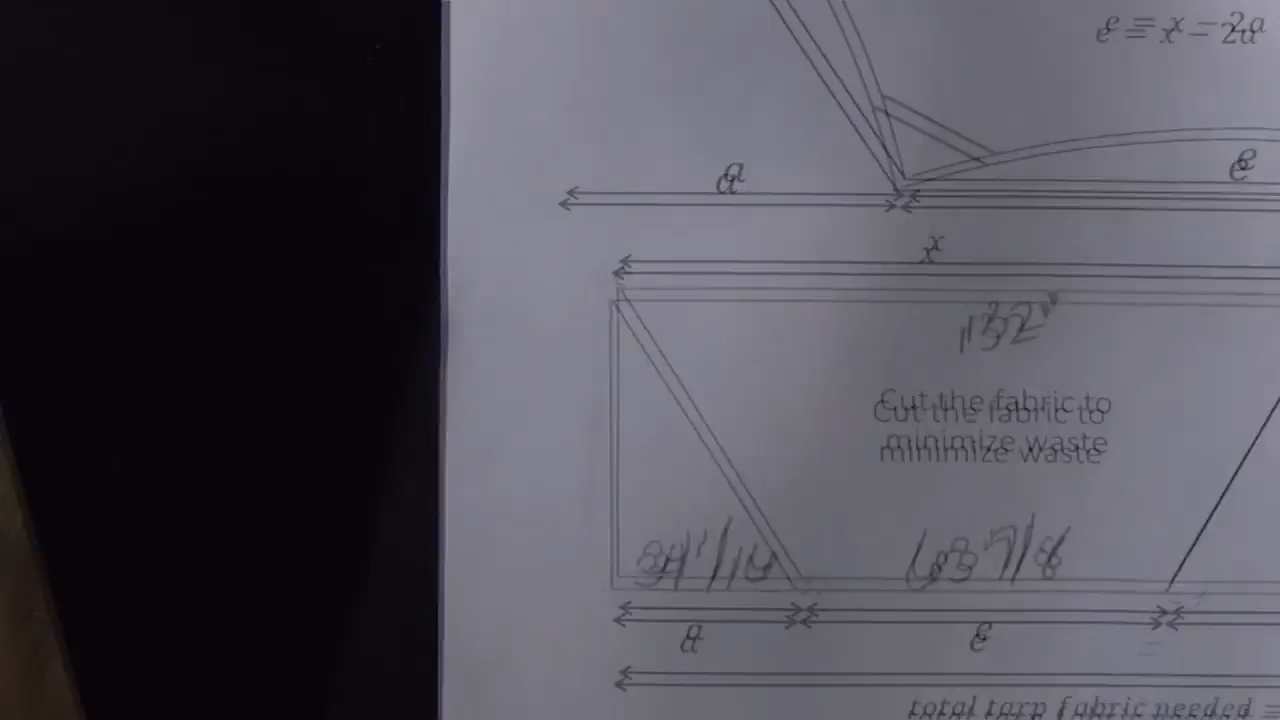 e = x − 2a
a
e
x
132"
Cut the fabric to
minimize waste
34 1/16
63 7/8
a
e
total tarp fabric needed =